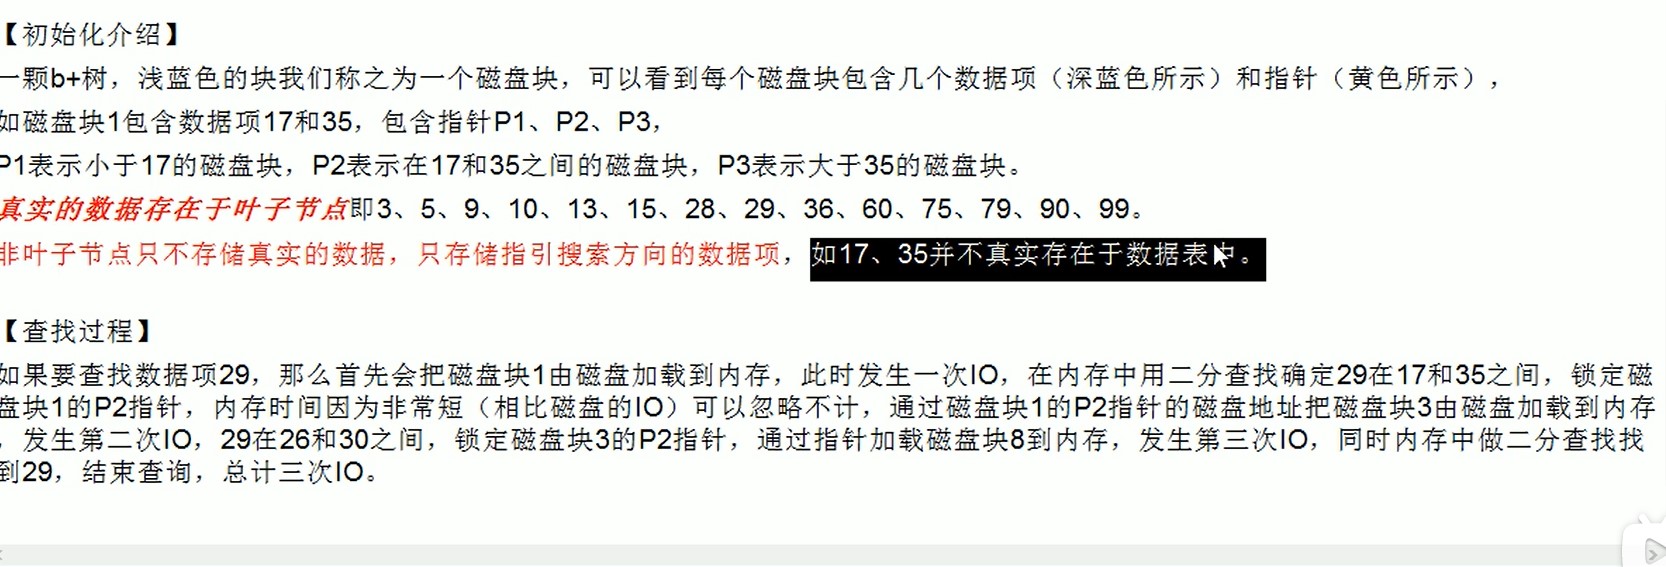 【初始化介绍】
一颗b+树，浅蓝色的块我们称之为一个磁盘块，可以看到每个磁盘块包含几个数据项（深蓝色所示）和指针（黄色所示），
如磁盘块1包含数据项17和35，包含指针P1、P2、P3，
P1表示小于17的磁盘块，P2表示在17和35之间的磁盘块，P3表示大于35的磁盘块。
真实的数据存在于叶子节点即3、5、9、10、13、15、28、29、36、60、75、79、90、99。
非叶子节点只不存储真实的数据，只存储指引搜索方向的数据项，如17、35并不真实存在于数据表中。
【查找过程】
如果要查找数据项29，那么首先会把磁盘块1由磁盘加载到内存，此时发生一次IO，在内存中用二分查找确定29在17和35之间，锁定磁
盘块1的P2指针，内存时间因为非常短（相比磁盘的IO）可以忽略不计，通过磁盘块1的P2指针的磁盘地址把磁盘块3由磁盘加载到内存
，发生第二次IO，29在26和30之间，锁定磁盘块3的P2指针，通过指针加载磁盘块8到内存，发生第三次IO，同时内存中做二分查找找
到29，结束查询，总计三次IO。